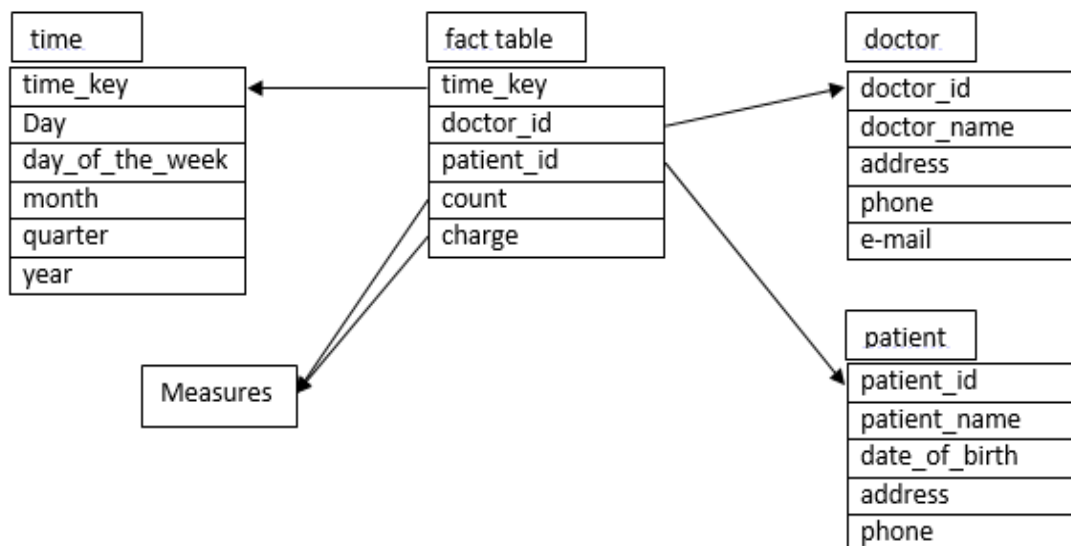 time
time_key
Day
day_of_the_week
month
quarter
year
fact table
time_key
doctor_id
patient_id
count
charge
Measures
doctor
doctor_id
doctor_name
address
phone
e-mail
patient
patient_id
patient_name
date_of_birth
address
phone